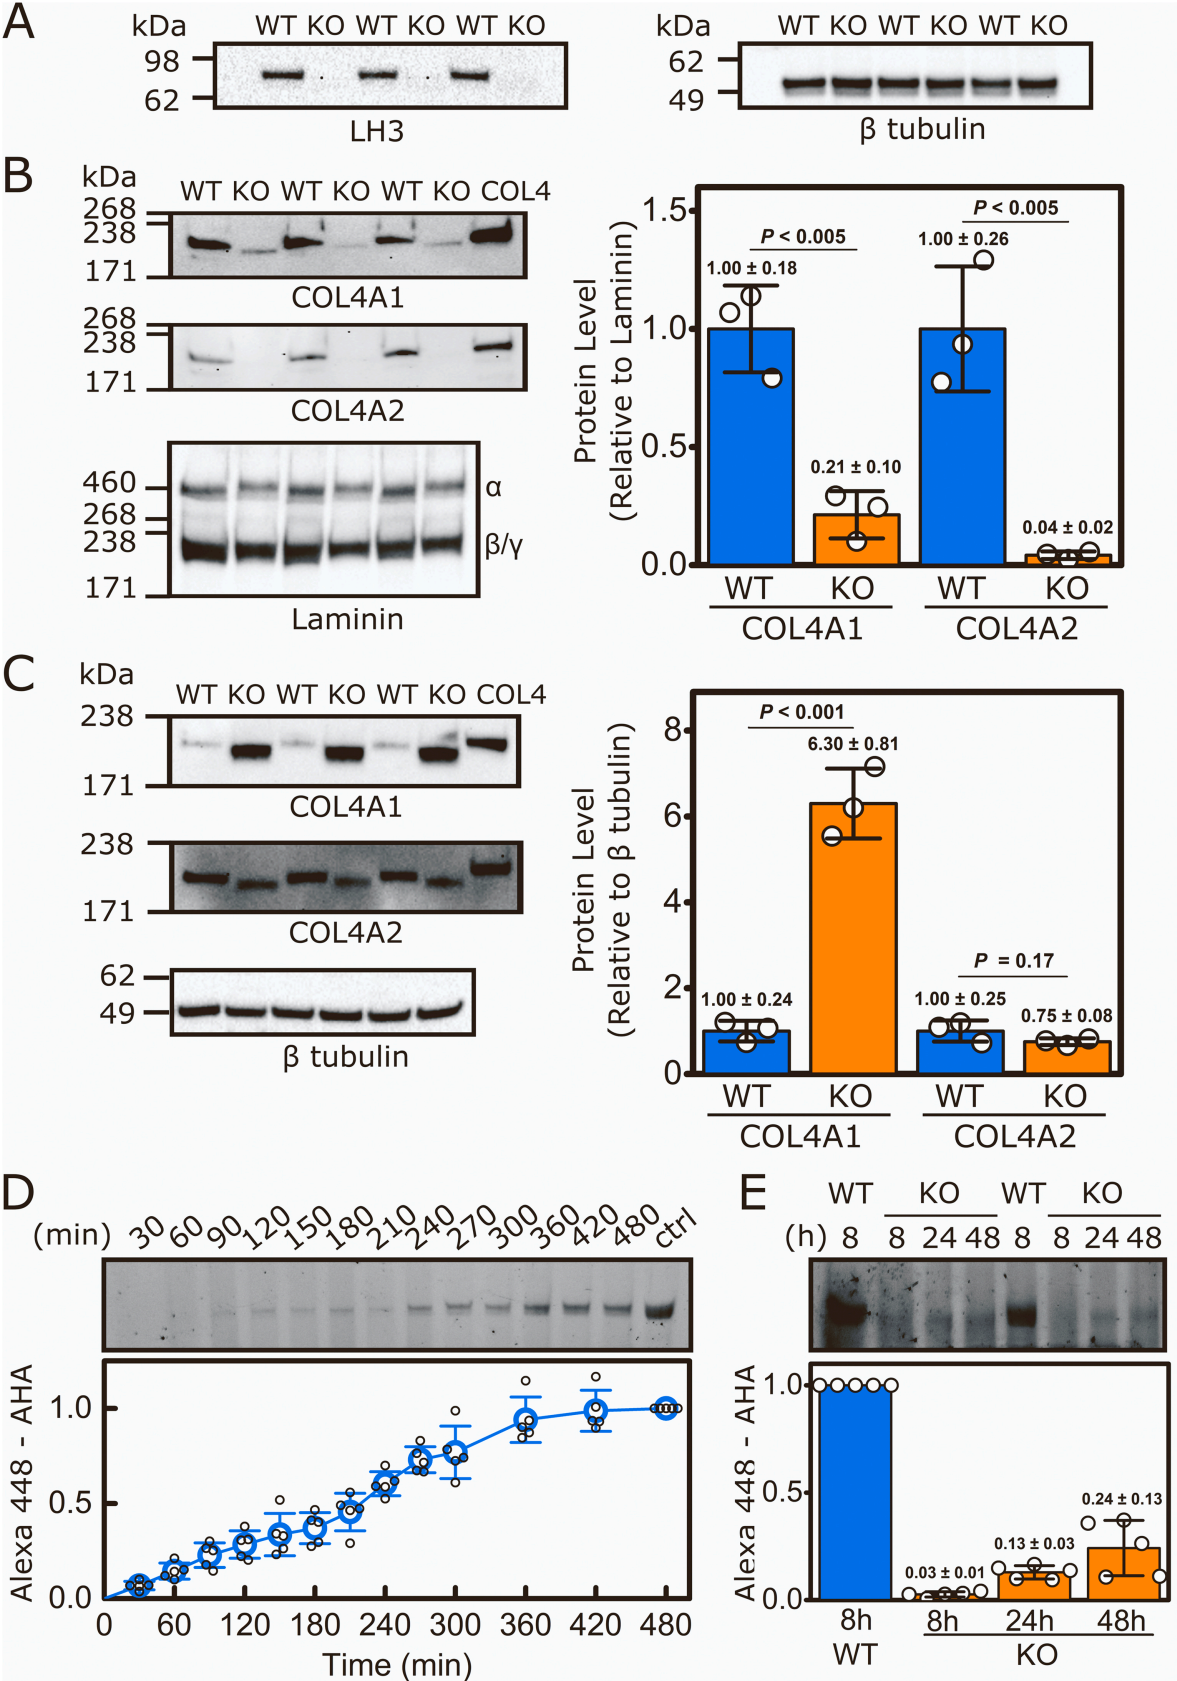 A
kDa WT KO WT KO WT KO
98
62
LH3
kDa WT KO WT KO WT KO
62
49
β tubulin
B
kDa
WT KO WT KO WT KO COL4
268
238
171
COL4A1
268
238
171
COL4A2
460
268
238
171
α
β/γ
Laminin
Protein Level
(Relative to Laminin)
1.5
1.0
0.5
0.0
P < 0.005
1.00 ± 0.18
0.21 ± 0.10
P < 0.005
1.00 ± 0.26
0.04 ± 0.02
WT KO WT KO
COL4A1 COL4A2
C
kDa
WT KO WT KO WT KO COL4
238
171
COL4A1
238
171
COL4A2
62
49
β tubulin
Protein Level
(Relative to β tubulin)
8
6
4
2
0
P < 0.001
6.30 ± 0.81
1.00 ± 0.24
P = 0.17
1.00 ± 0.25
0.75 ± 0.08
WT KO WT KO
COL4A1 COL4A2
D
(min) 30 60 90 120 150 180 210 240 270 300 360 420 480 ctrl
Alexa 448 - AHA
1.0
0.5
0.0
0 60 120 180 240 300 360 420 480
Time (min)
E
WT KO WT KO
(h) 8 8 24 48 8 8 24 48
Alexa 448 - AHA
1.0
0.5
0.0
0.03 ± 0.01
0.13 ± 0.03
0.24 ± 0.13
8h 8h 24h 48h
WT KO